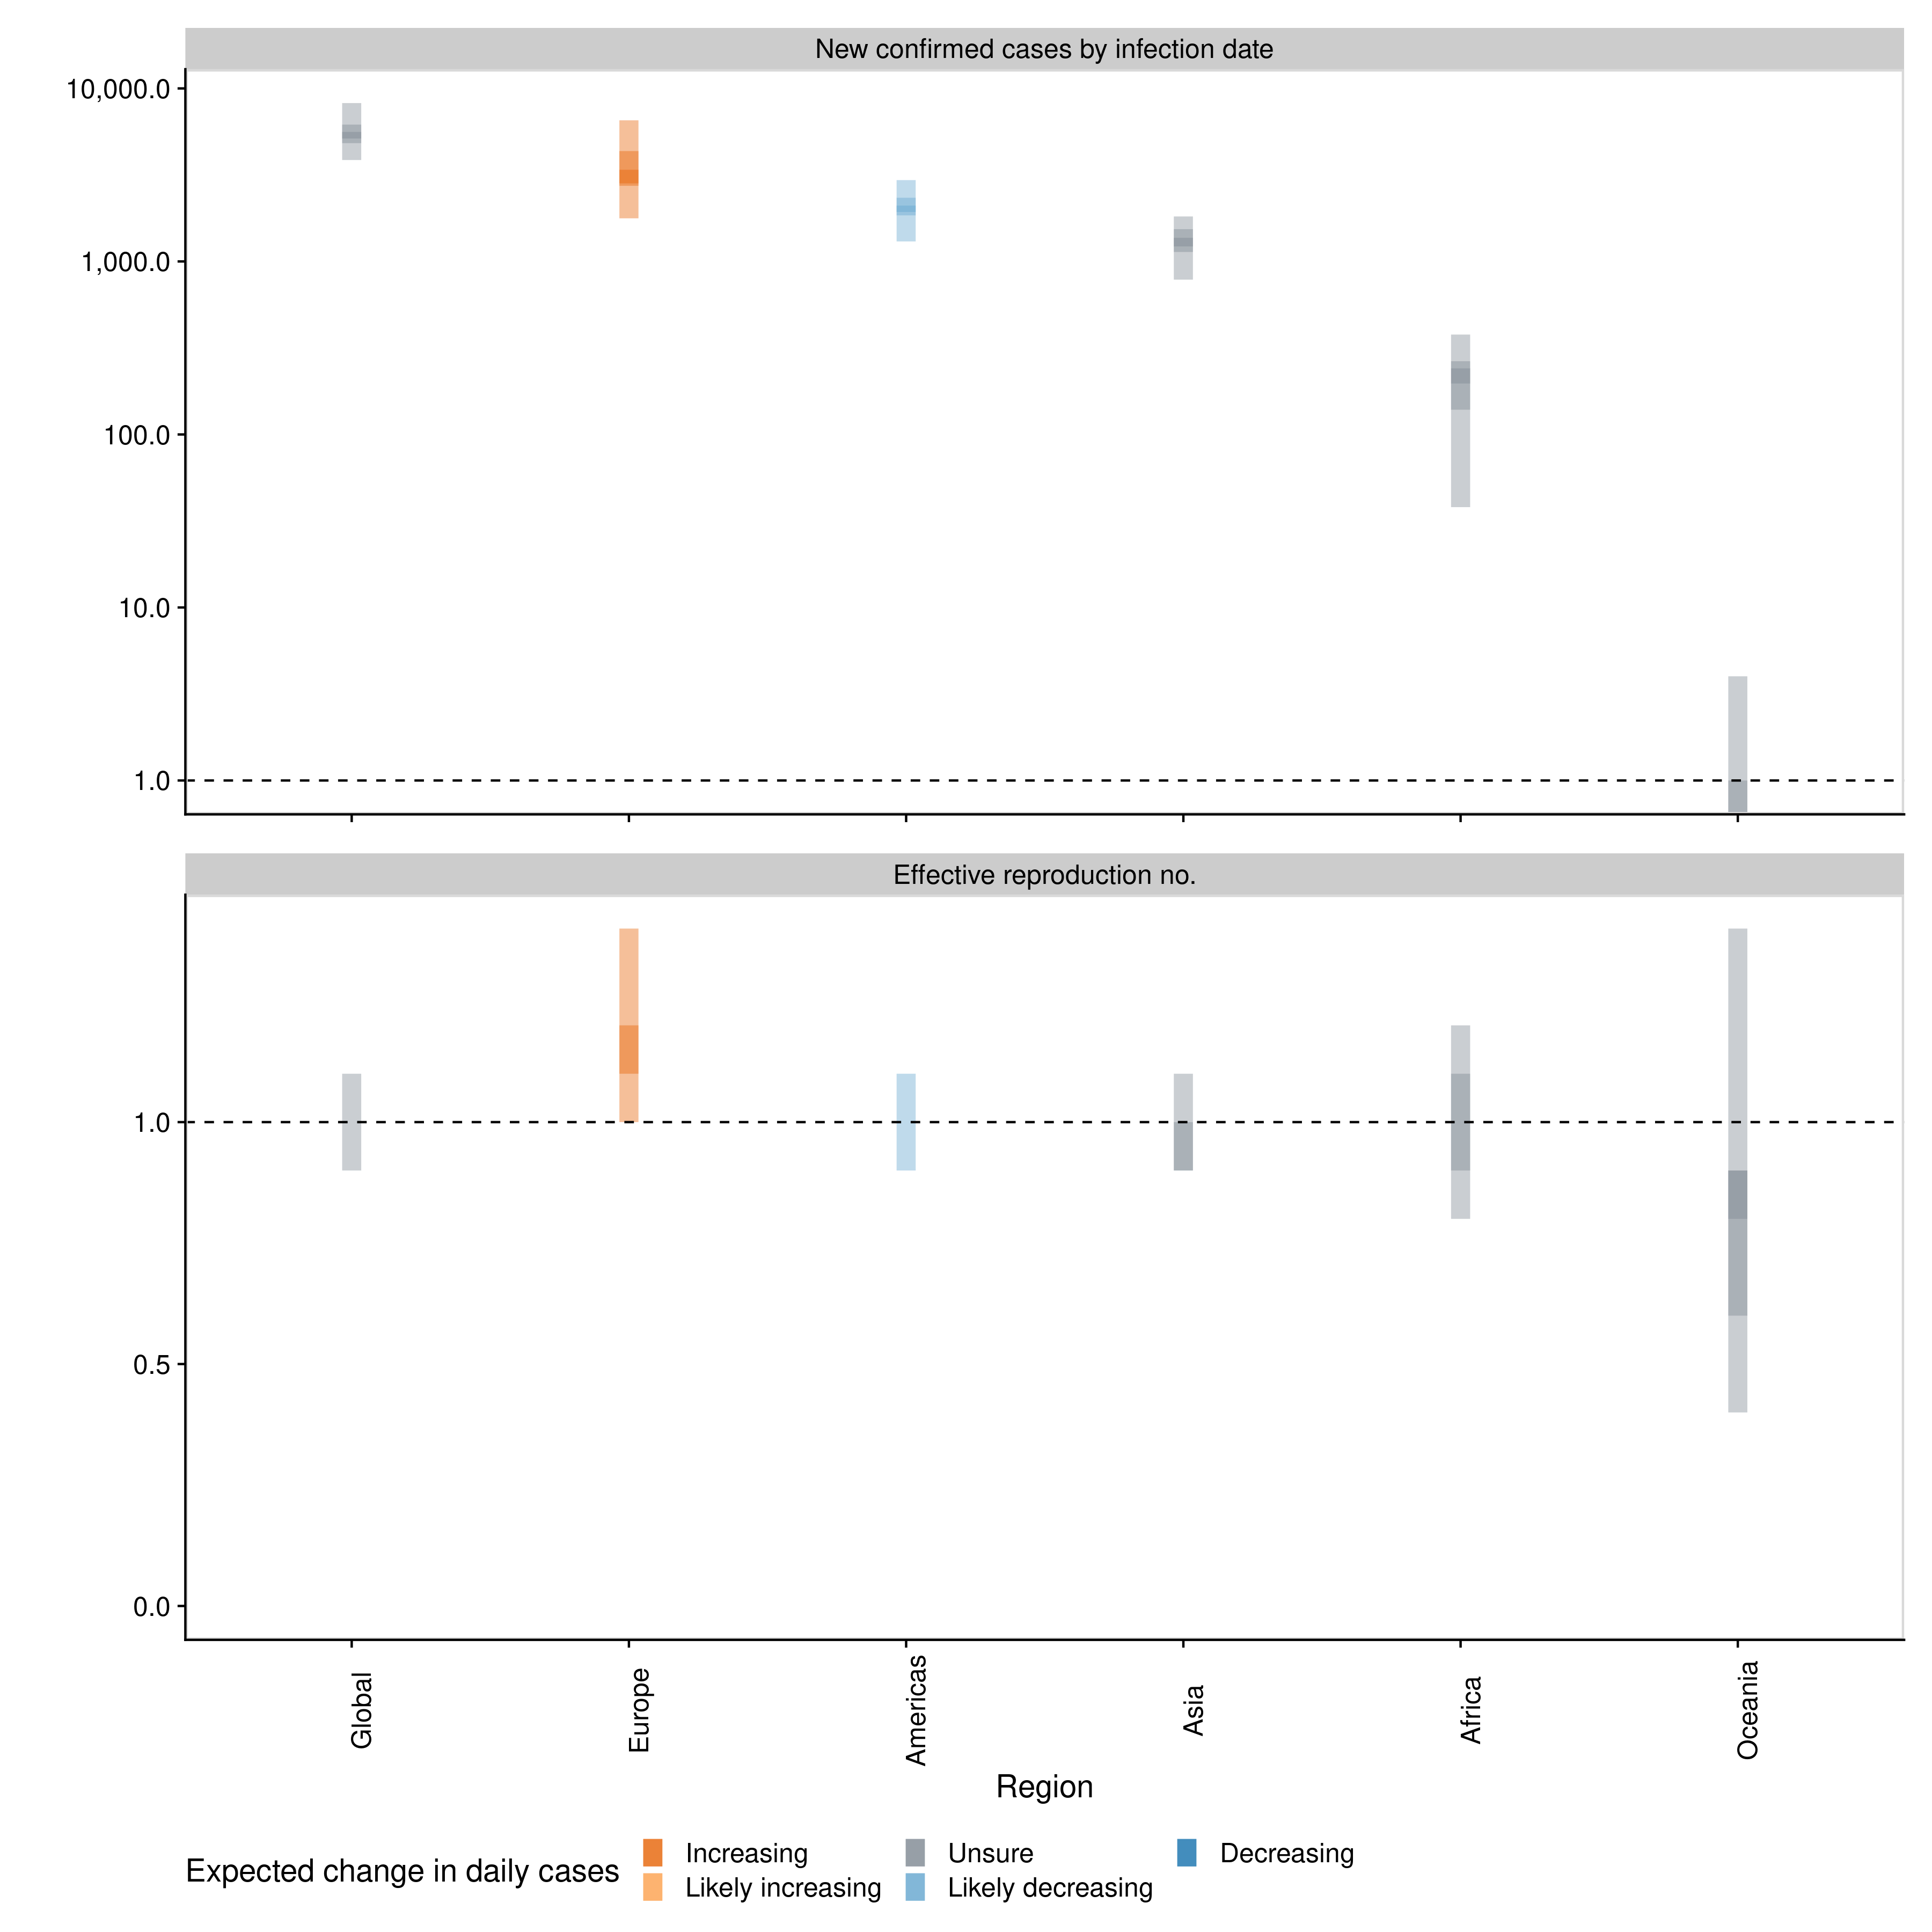 New confirmed cases by infection date
10,000.0
1,000.0
100.0
10.0
1.0
Effective reproduction no.
1.0
0.5
0.0
Global
Europe
Americas
Asia
Africa
Oceania
Region
Expected change in daily cases
Increasing
Unsure
Decreasing
Likely increasing
Likely decreasing